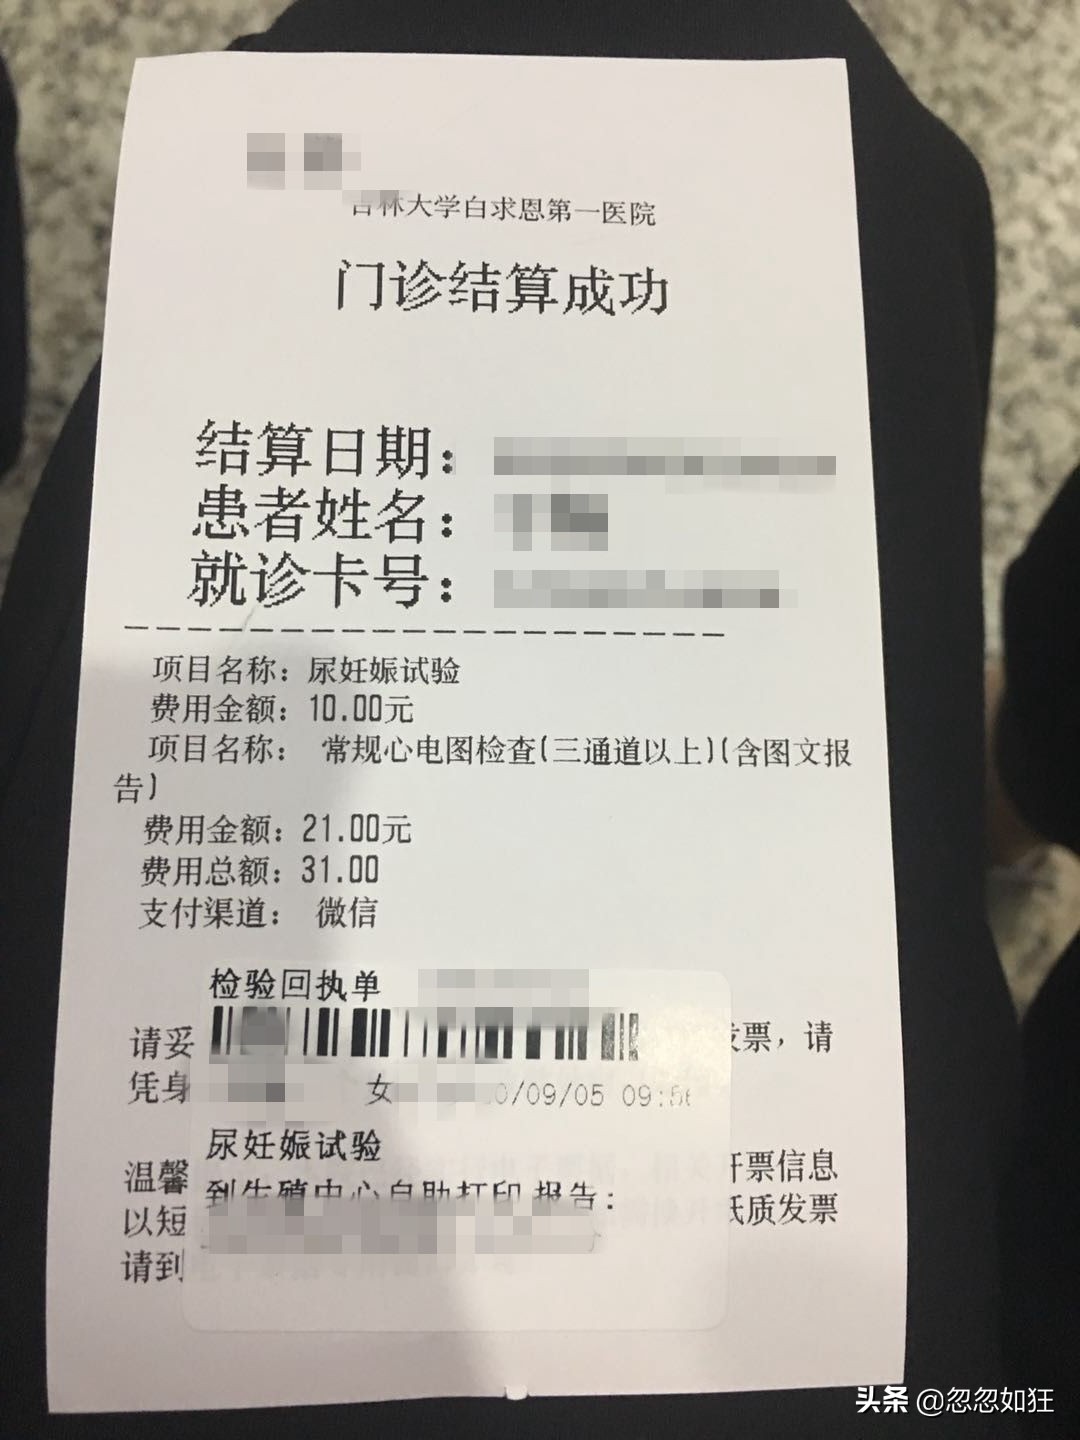 吉林大学白求恩第一医院
门诊结算成功
结算日期：
患者姓名：
就诊卡号：
项目名称：尿妊娠试验
费用金额：10.00元
项目名称： 常规心电图检查(三通道以上)(含图文报
告)
费用金额：21.00元
费用总额：31.00
支付渠道： 微信
检验回执单
请妥 发票，请
凭身 女 0/09/05 09:56
尿妊娠试验
温馨 开票信息
到生殖中心自助打印报告：
以短 纸质发票
请到
头条 @忽忽如狂